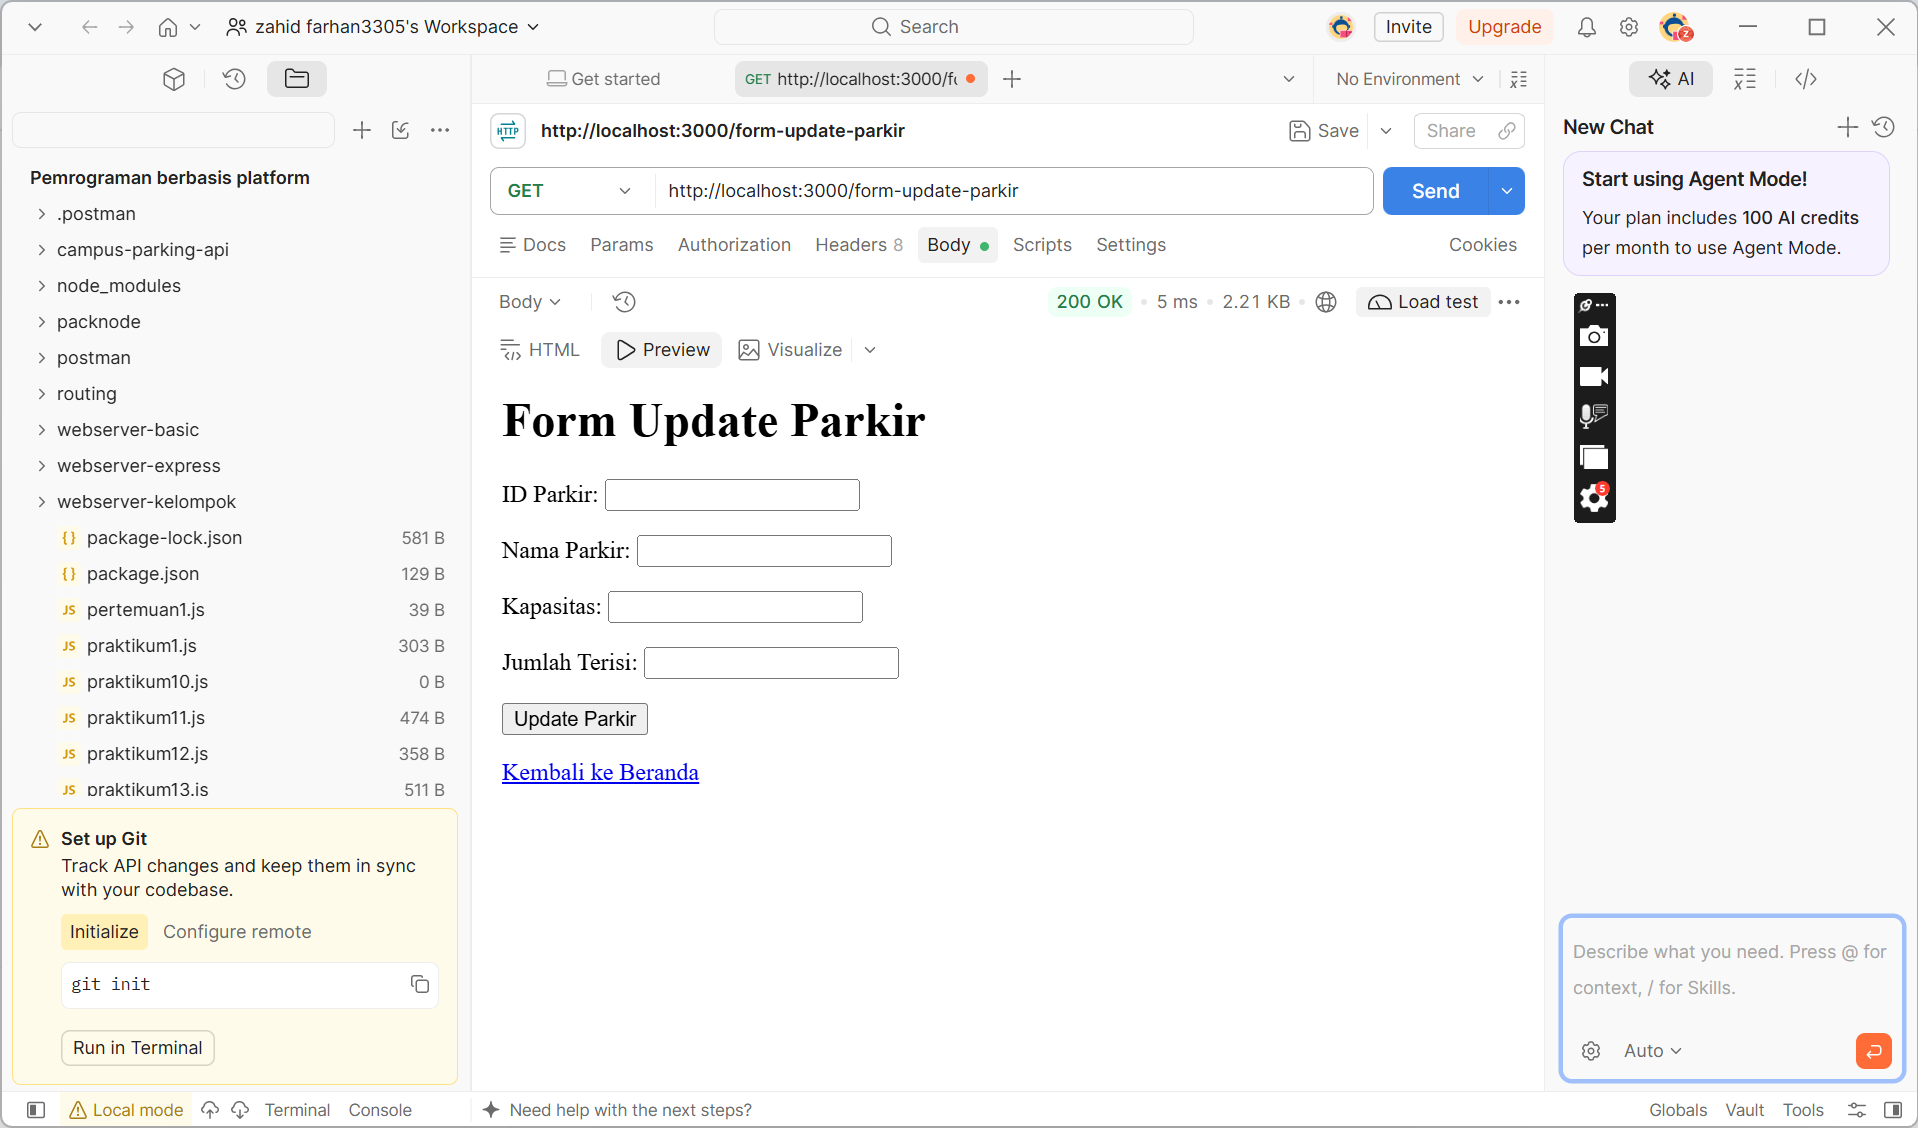 zahid farhan3305's Workspace
Search
Invite
Upgrade
z
Get started
GET http://localhost:3000/f
No Environment
AI
http://localhost:3000/form-update-parkir
Save
Share
New Chat
Pemrograman berbasis platform
.postman
campus-parking-api
node_modules
packnode
postman
routing
webserver-basic
webserver-express
webserver-kelompok
package-lock.json 581 B
package.json 129 B
JS pertemuan1.js 39 B
JS praktikum1.js 303 B
JS praktikum10.js 0 B
JS praktikum11.js 474 B
JS praktikum12.js 358 B
JS praktikum13.js 511 B
Set up Git
Track API changes and keep them in sync
with your codebase.
Initialize
Configure remote
git init
Run in Terminal
HTTP
GET
http://localhost:3000/form-update-parkir
Send
Docs
Params
Authorization
Headers 8
Body
Scripts
Settings
Cookies
Body
200 OK
5 ms
2.21 KB
Load test
HTML
Preview
Visualize
Form Update Parkir
ID Parkir:
Nama Parkir:
Kapasitas:
Jumlah Terisi:
Update Parkir
Kembali ke Beranda
Start using Agent Mode!
Your plan includes 100 AI credits
per month to use Agent Mode.
5
Describe what you need. Press @ for
context, / for Skills.
Auto
Local mode
Terminal
Console
Need help with the next steps?
Globals
Vault
Tools